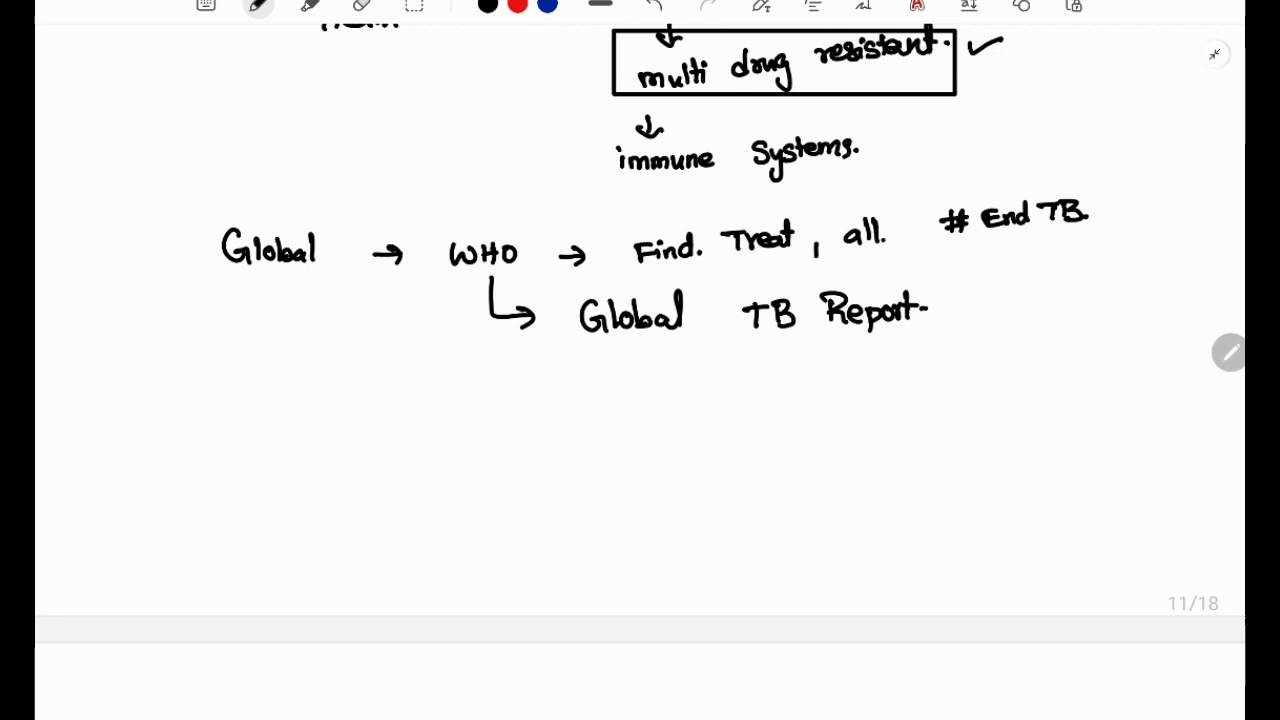 multi drug resistant.
immune Systems.
Global → WHO → Find. Treat, all. # End TB.
Global TB Report-
11/18